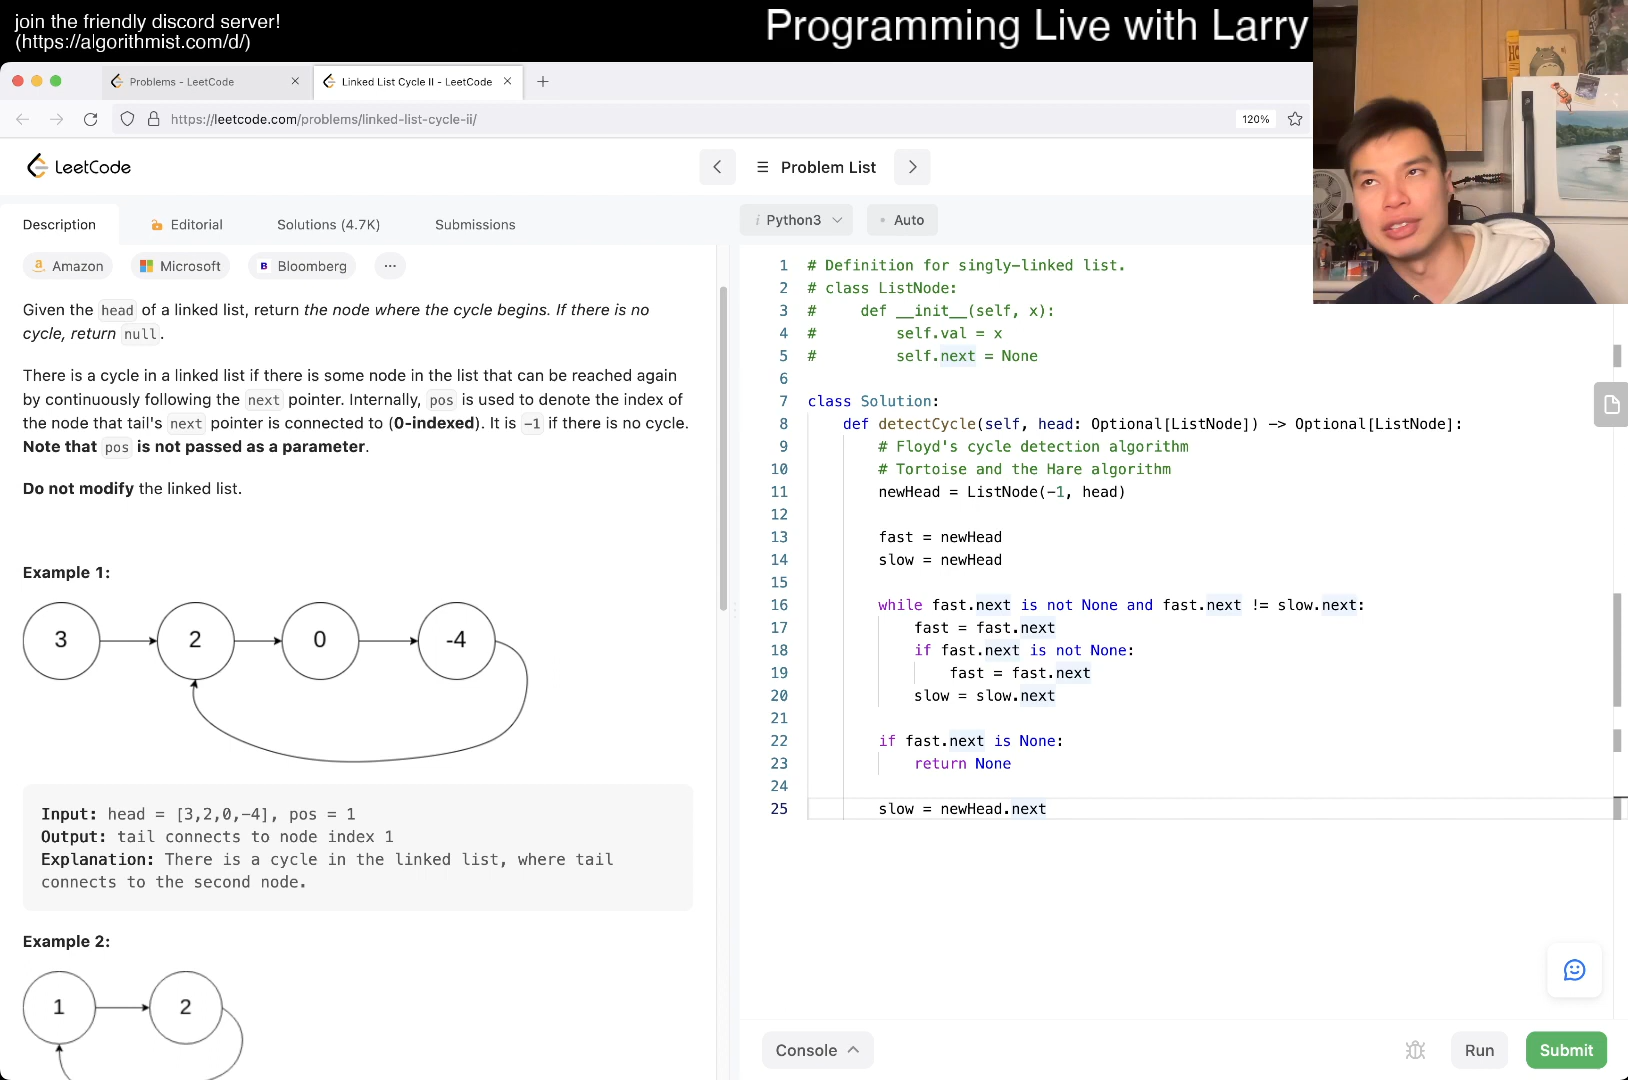 join the friendly discord server!
(https://algorithmist.com/d/)
Programming Live with Larry
Problems - LeetCode
Linked List Cycle II - LeetCode
https://leetcode.com/problems/linked-list-cycle-ii/
120%
LeetCode
Problem List
Description
Editorial
Solutions (4.7K)
Submissions
i Python3
Auto
Amazon
Microsoft
B Bloomberg
...
Given the head of a linked list, return the node where the cycle begins. If there is no
cycle, return null.
There is a cycle in a linked list if there is some node in the list that can be reached again
by continuously following the next pointer. Internally, pos is used to denote the index of
the node that tail's next pointer is connected to (0-indexed). It is -1 if there is no cycle.
Note that pos is not passed as a parameter.
Do not modify the linked list.
Example 1:
3
2
0
-4
Input: head = [3,2,0,-4], pos = 1
Output: tail connects to node index 1
Explanation: There is a cycle in the linked list, where tail
connects to the second node.
Example 2:
1
2
1 # Definition for singly-linked list.
2 # class ListNode:
3 #     def __init__(self, x):
4 #         self.val = x
5 #         self.next = None
6
7 class Solution:
8     def detectCycle(self, head: Optional[ListNode]) -> Optional[ListNode]:
9         # Floyd's cycle detection algorithm
10         # Tortoise and the Hare algorithm
11         newHead = ListNode(-1, head)
12
13         fast = newHead
14         slow = newHead
15
16         while fast.next is not None and fast.next != slow.next:
17             fast = fast.next
18             if fast.next is not None:
19                 fast = fast.next
20             slow = slow.next
21
22         if fast.next is None:
23             return None
24
25         slow = newHead.next
Console
Run
Submit